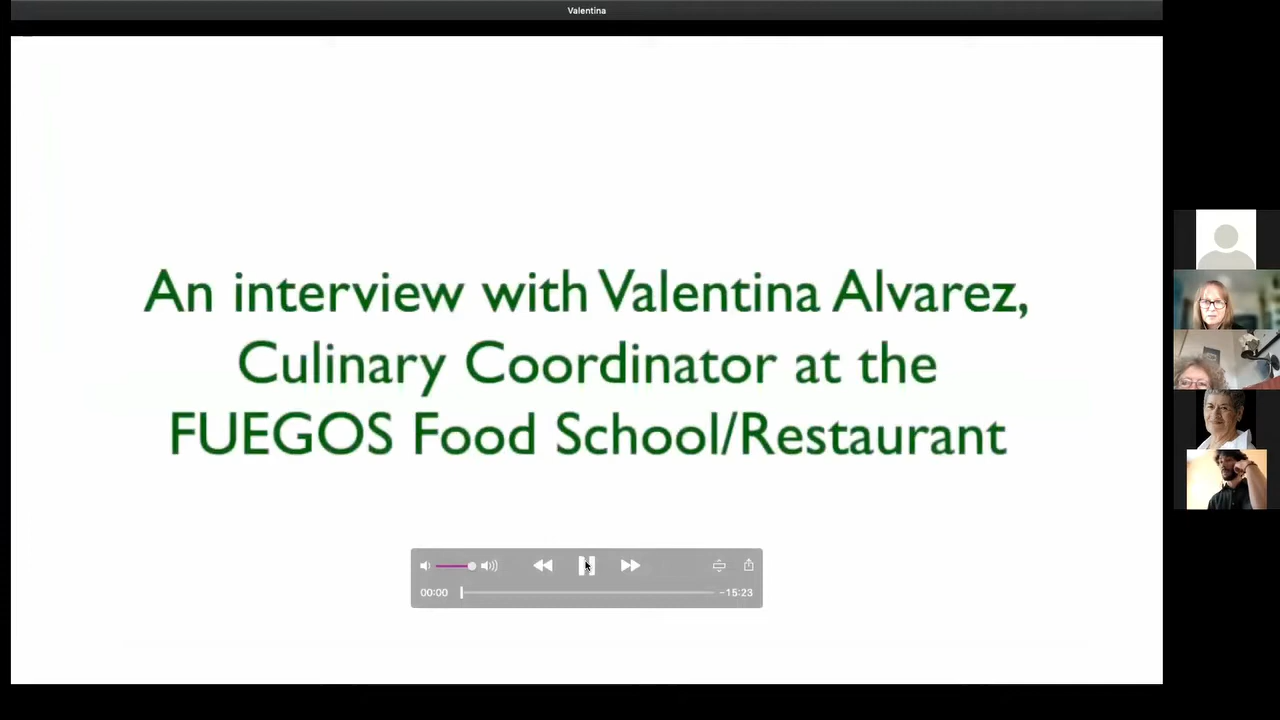 Valentina
An interview with Valentina Alvarez,
Culinary Coordinator at the
FUEGOS Food School/Restaurant
00:00
-15:23